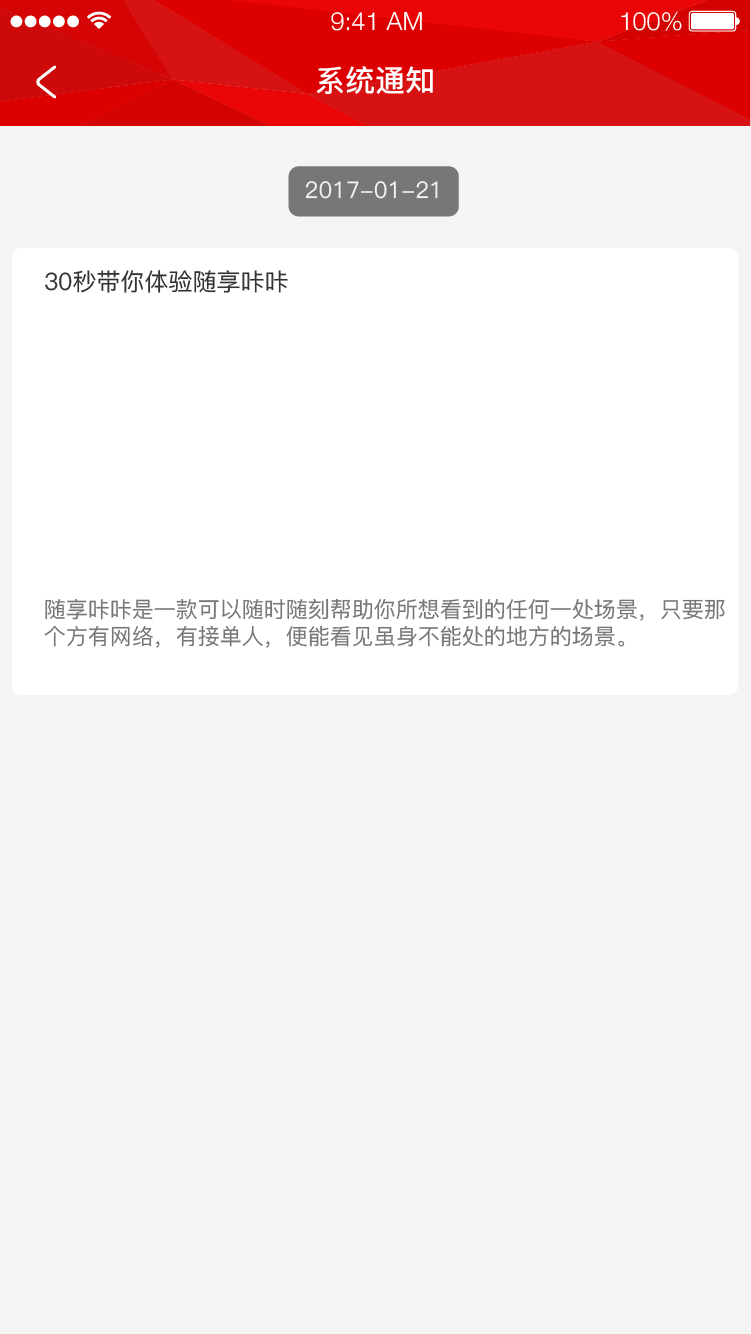 9:41 AM
100%
系统通知
2017-01-21
30秒带你体验随享咔咔
随享咔咔是一款可以随时随刻帮助你所想看到的任何一处场景，只要那
个方有网络，有接单人，便能看见虽身不能处的地方的场景。